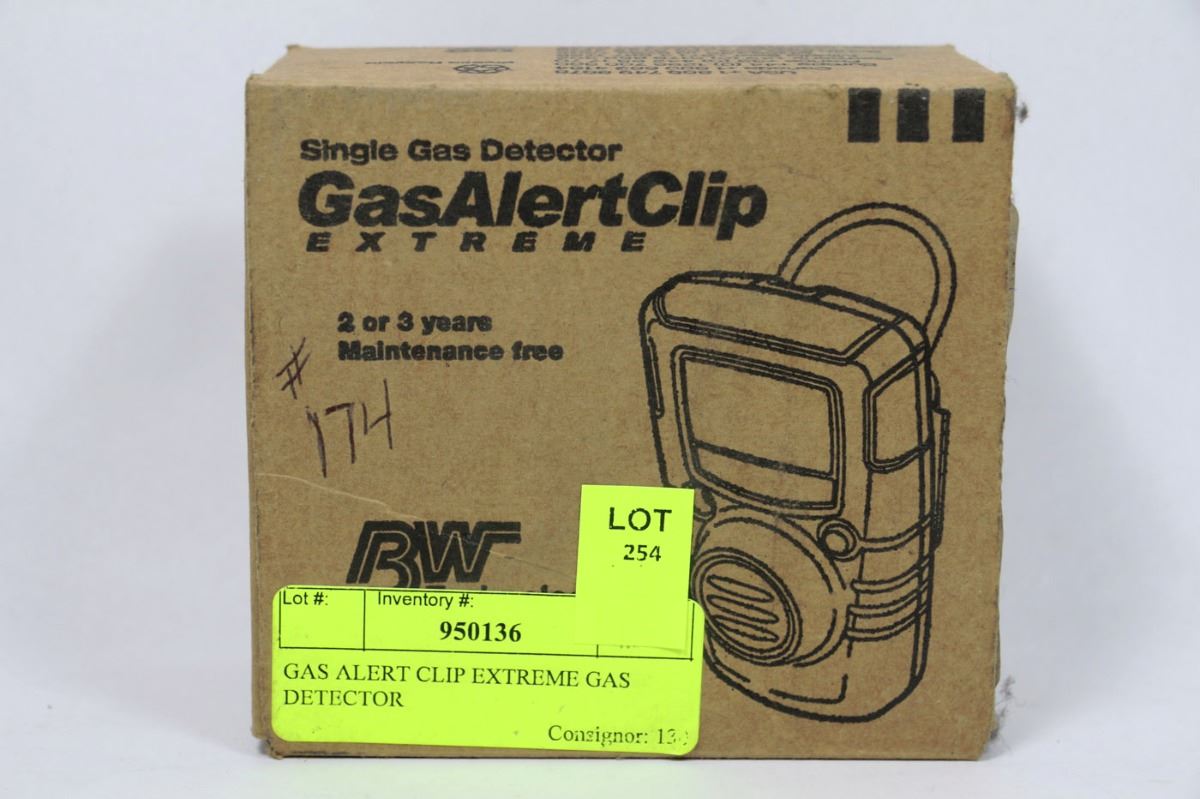 Single Gas Detector
GasAlertClip
EXTREME
2 or 3 years
Maintenance free
#
174
BW
LOT
254
Lot #: Inventory #:
950136
GAS ALERT CLIP EXTREME GAS
DETECTOR
Consignor: